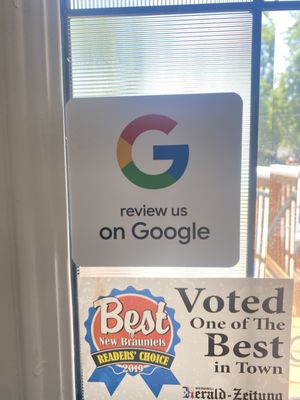 G
review us
on Google
Best
New Braunfels
READERS' CHOICE
2019
Voted
One of The
Best
in Town
Herald-Zeitung